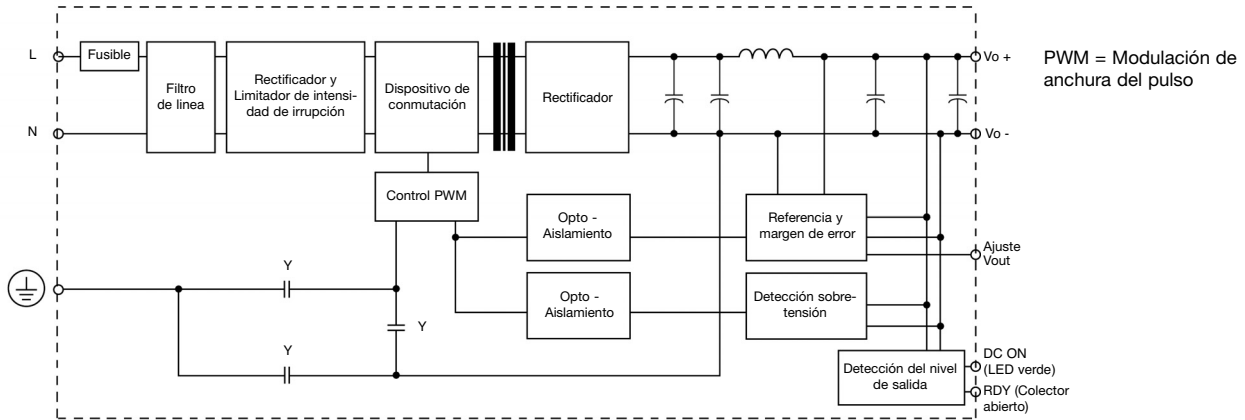 L
Fusible
Filtro
de linea
Rectificador y
Limitador de intensi-
dad de irrupción
Dispositivo de
conmutación
Rectificador
Vo +
PWM = Modulación de
anchura del pulso
N
Vo -
Control PWM
Opto -
Aislamiento
Referencia y
margen de error
Ajuste
Vout
Y
Opto -
Aislamiento
Detección sobre-
tensión
Y
Y
Detección del nivel
de salida
DC ON
(LED verde)
RDY (Colector
abierto)